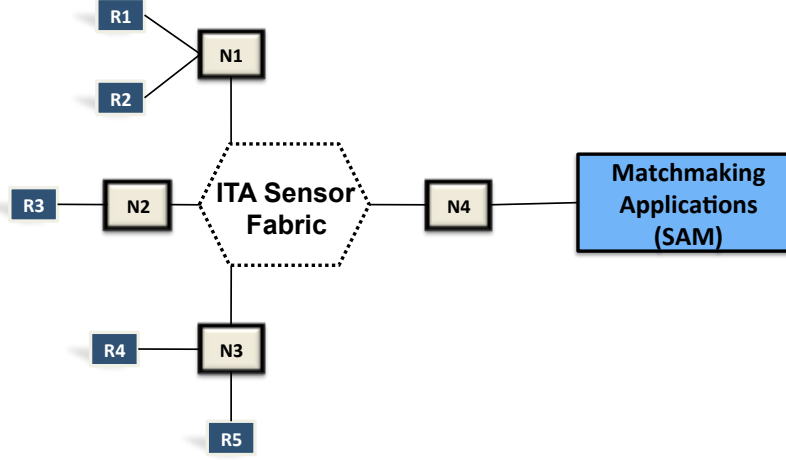 R1
N1
R2
R3
N2
ITA Sensor
Fabric
N4
Matchmaking
Applications
(SAM)
R4
N3
R5